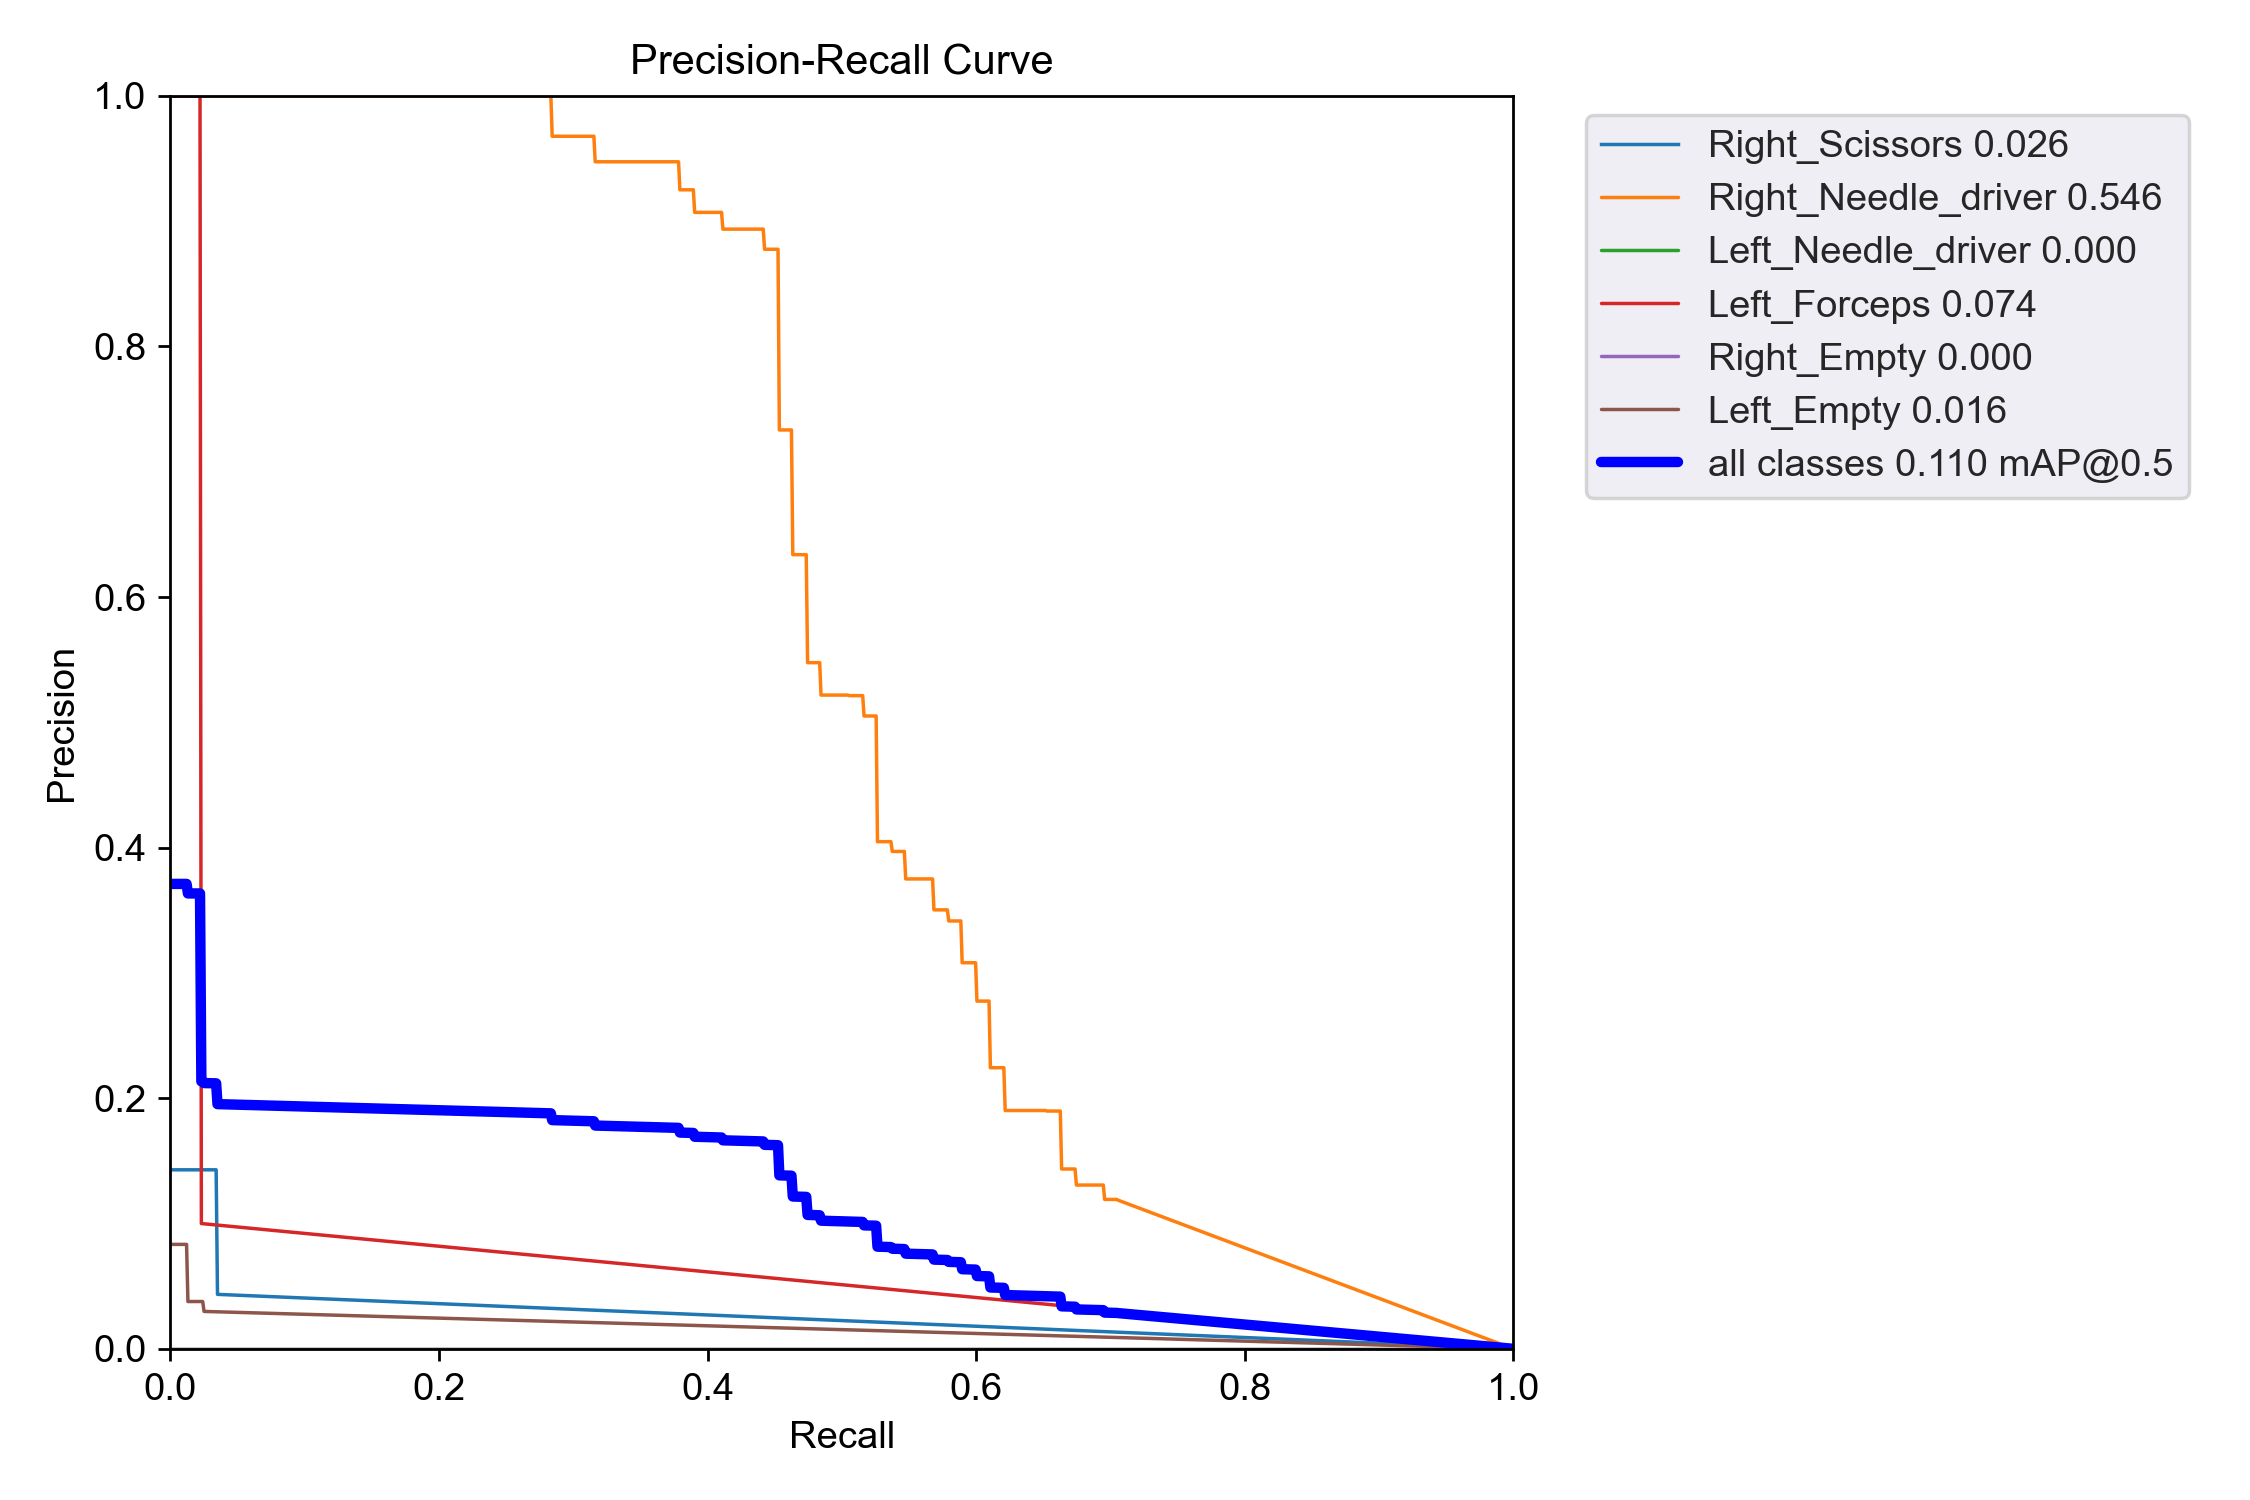 Precision-Recall Curve
1.0
0.8
0.6
0.4
0.2
0.0
Precision
0.0 0.2 0.4 0.6 0.8 1.0
Recall
Right_Scissors 0.026
Right_Needle_driver 0.546
Left_Needle_driver 0.000
Left_Forceps 0.074
Right_Empty 0.000
Left_Empty 0.016
all classes 0.110 mAP@0.5